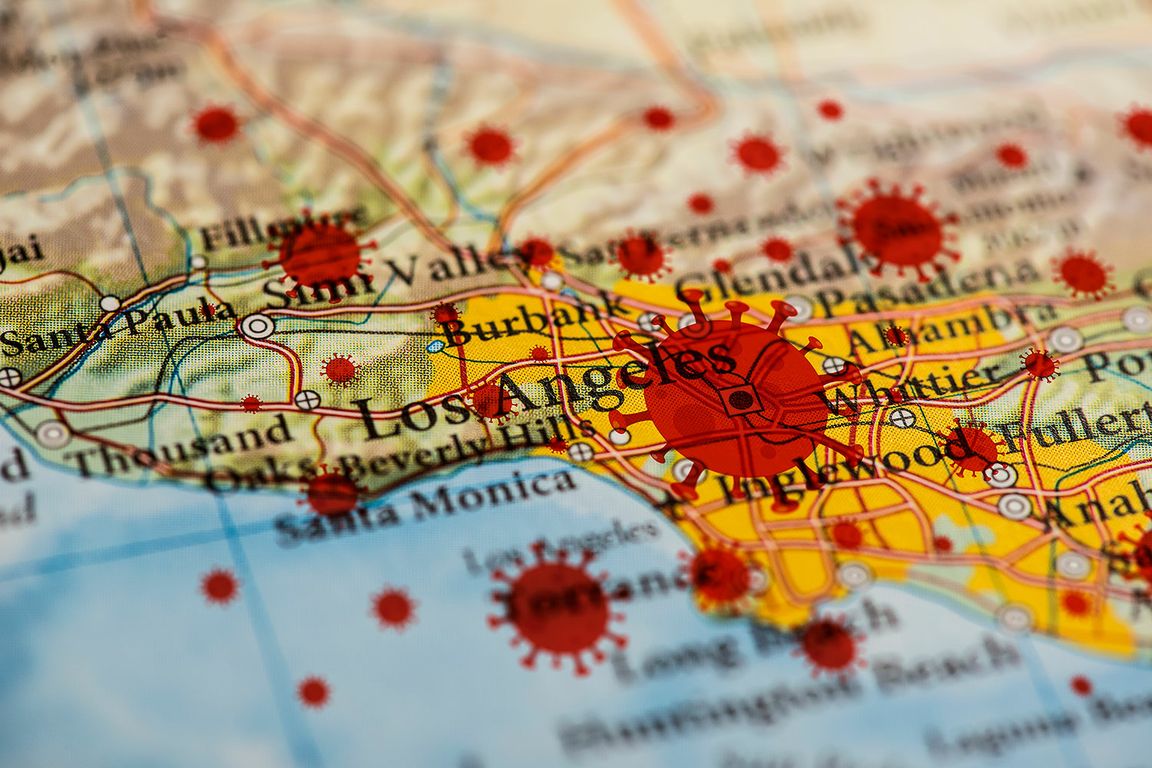 jai
Fillmore
Simi Valley
San Fernando
Glendale
Pasadena
Santa Paula
Burbank
Alhambra
Los Angeles
Whittier
Thousand
Oaks
Beverly Hills
Inglewood
Fullert
Santa Monica
Anah
Los Angeles
Long Beach
Huntington Beach
Laguna Bea